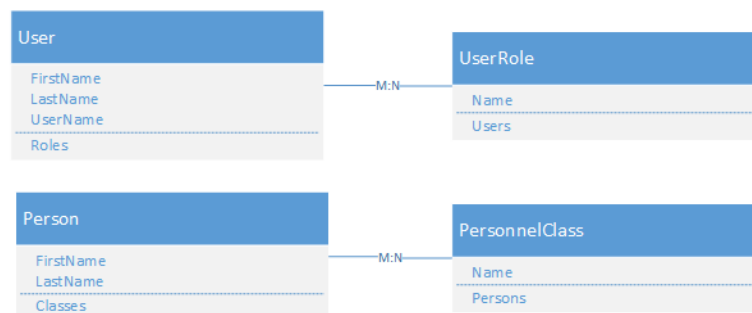 User
FirstName
LastName
UserName
Roles
M:N
UserRole
Name
Users
Person
FirstName
LastName
Classes
M:N
PersonnelClass
Name
Persons